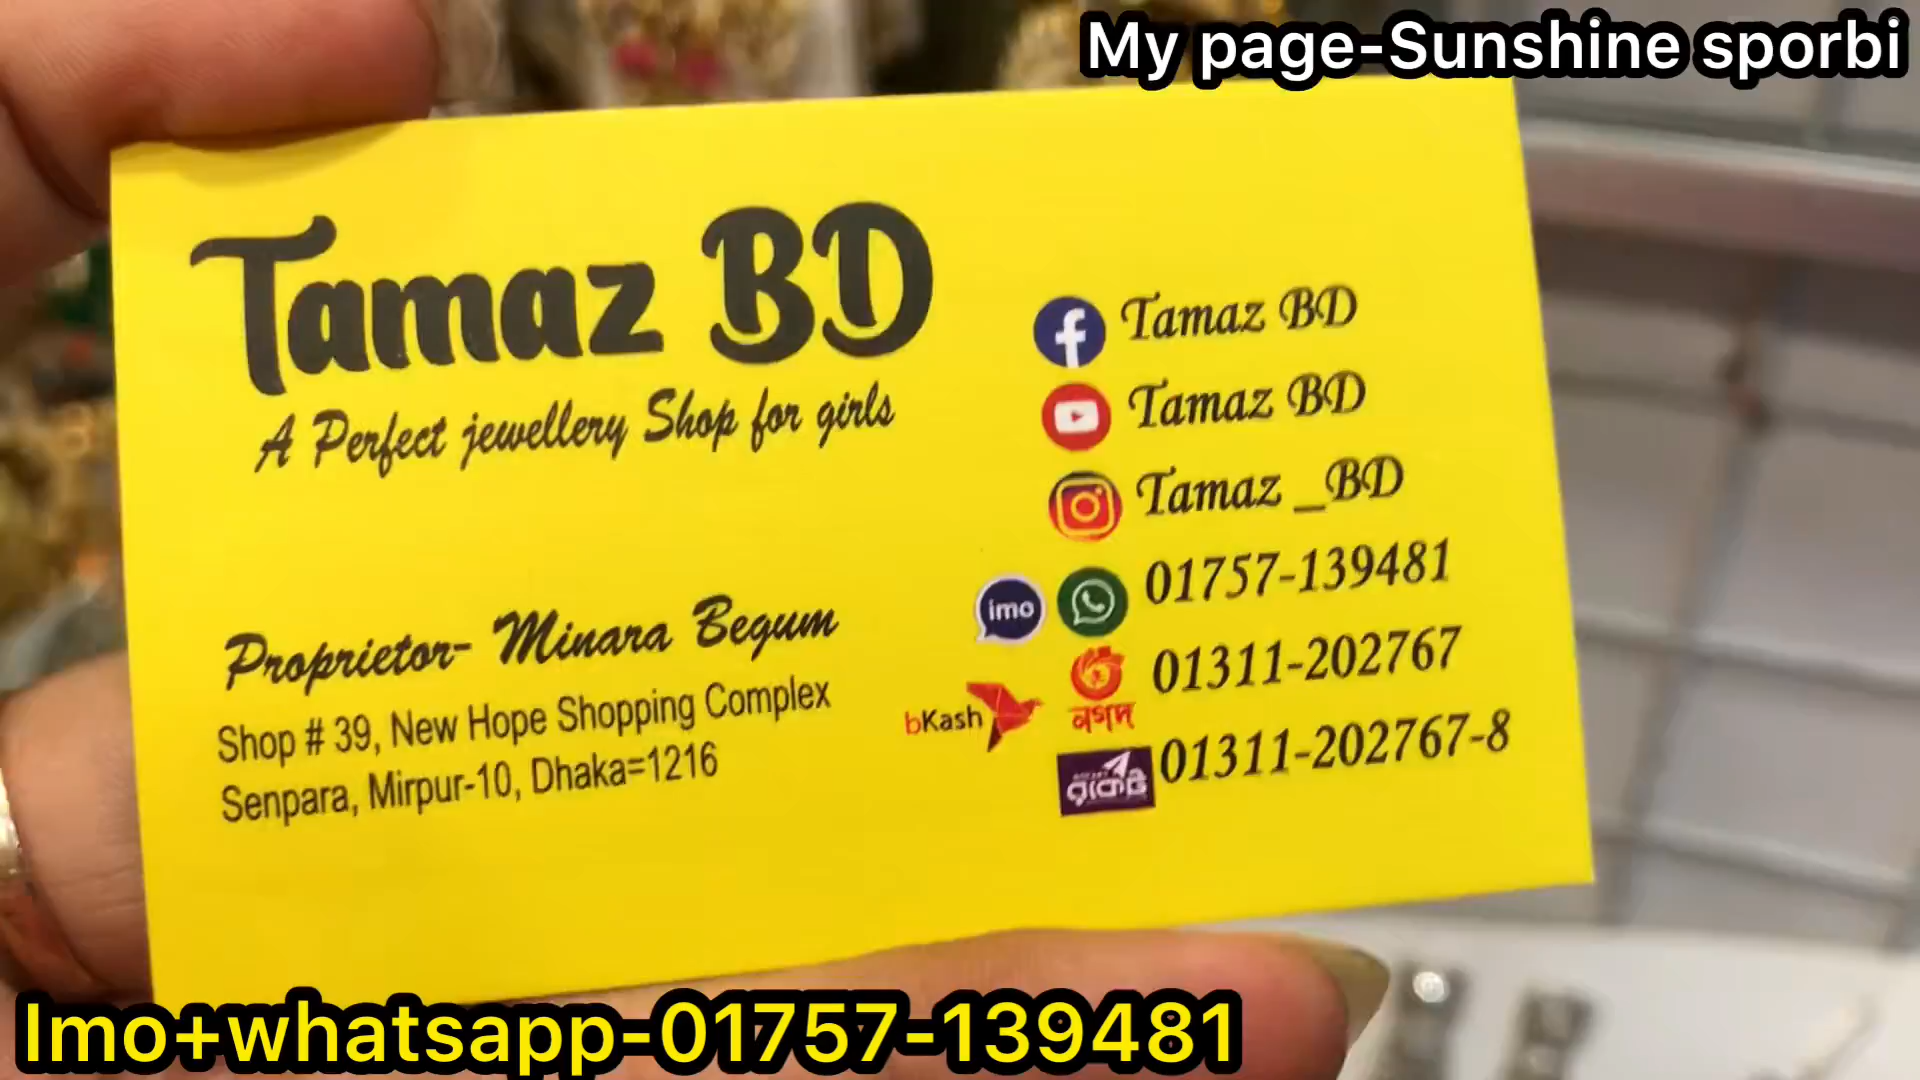 My page-Sunshine sporbi
Tamaz BD
A Perfect jewellery Shop for girls
Proprietor- Minara Begum
Shop # 39, New Hope Shopping Complex
Senpara, Mirpur-10, Dhaka=1216
Tamaz BD
Tamaz BD
Tamaz _BD
imo 01757-139481
bKash নগদ 01311-202767
রকেট 01311-202767-8
Imo+whatsapp-01757-139481